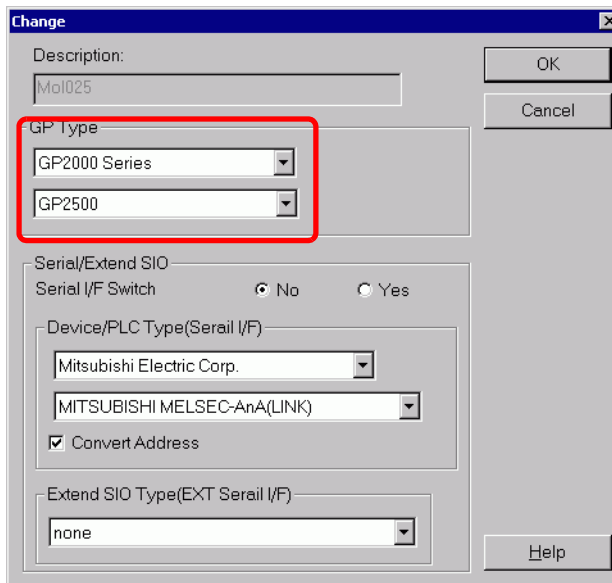 Change
Description:
OK
Mol025
Cancel
GP Type
GP2000 Series
GP2500
Serial/Extend SIO
Serial I/F Switch No Yes
Device/PLC Type(Serail I/F)
Mitsubishi Electric Corp.
MITSUBISHI MELSEC-AnA(LINK)
Convert Address
Extend SIO Type(EXT Serail I/F)
none
Help